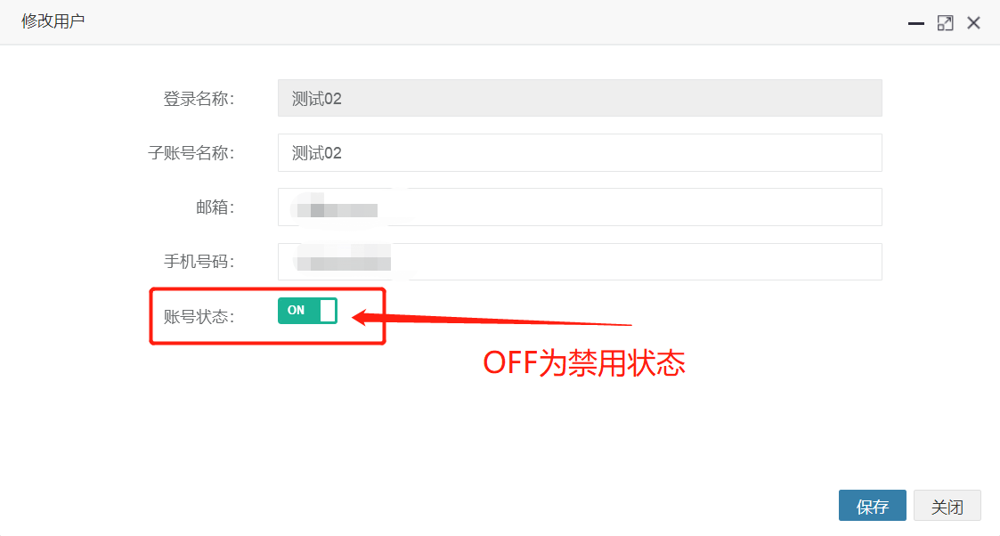 修改用户
登录名称： 测试02
子账号名称： 测试02
邮箱：
手机号码：
账号状态： ON
OFF为禁用状态
保存 关闭